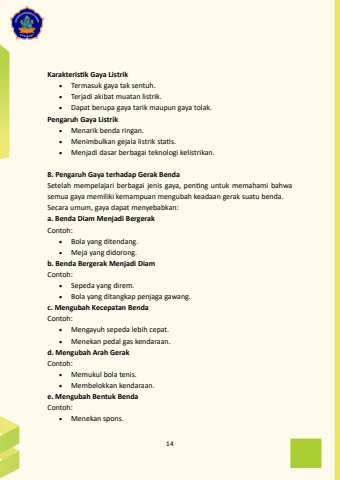 Karakteristik Gaya Listrik
• Termasuk gaya tak sentuh.
• Terjadi akibat muatan listrik.
• Dapat berupa gaya tarik maupun gaya tolak.
Pengaruh Gaya Listrik
• Menarik benda ringan.
• Menimbulkan gejala listrik statis.
• Menjadi dasar berbagai teknologi kelistrikan.
8. Pengaruh Gaya terhadap Gerak Benda
Setelah mempelajari berbagai jenis gaya, penting untuk memahami bahwa
semua gaya memiliki kemampuan mengubah keadaan gerak suatu benda.
Secara umum, gaya dapat menyebabkan:
a. Benda Diam Menjadi Bergerak
Contoh:
• Bola yang ditendang.
• Meja yang didorong.
b. Benda Bergerak Menjadi Diam
Contoh:
• Sepeda yang direm.
• Bola yang ditangkap penjaga gawang.
c. Mengubah Kecepatan Benda
Contoh:
• Mengayuh sepeda lebih cepat.
• Menekan pedal gas kendaraan.
d. Mengubah Arah Gerak
Contoh:
• Memukul bola tenis.
• Membelokkan kendaraan.
e. Mengubah Bentuk Benda
Contoh:
• Menekan spons.
14